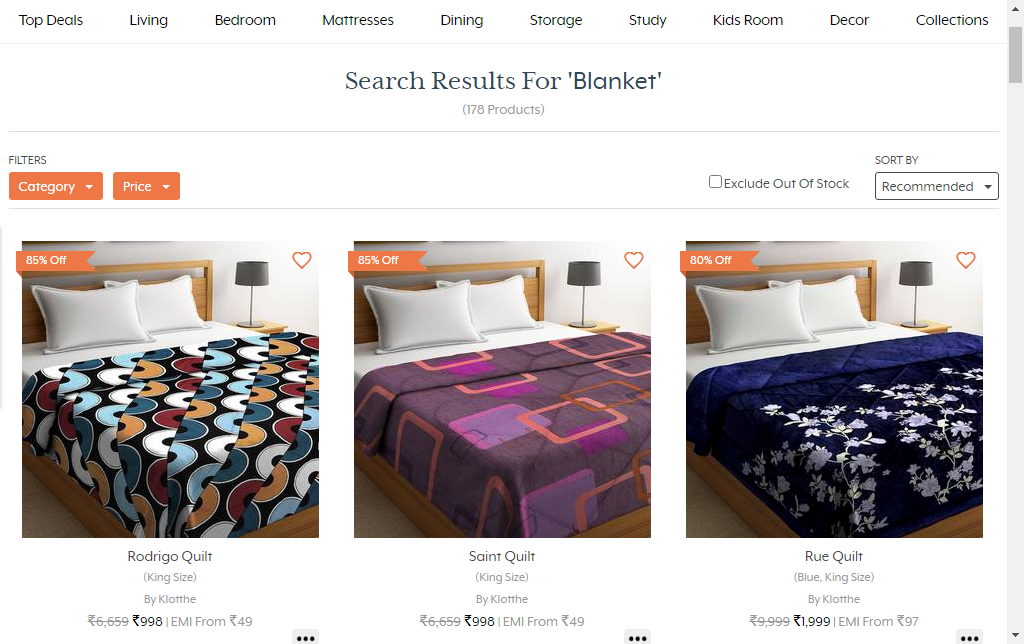 Top Deals Living Bedroom Mattresses Dining Storage Study Kids Room Decor Collections
Search Results For 'Blanket'
(178 Products)
FILTERS
SORT BY
Category Price
Exclude Out Of Stock
Recommended
85% Off 85% Off 80% Off
Rodrigo Quilt
(King Size)
By Klotthe
₹6,659 ₹998 | EMI From ₹49
Saint Quilt
(King Size)
By Klotthe
₹6,659 ₹998 | EMI From ₹49
Rue Quilt
(Blue, King Size)
By Klotthe
₹9,999 ₹1,999 | EMI From ₹97